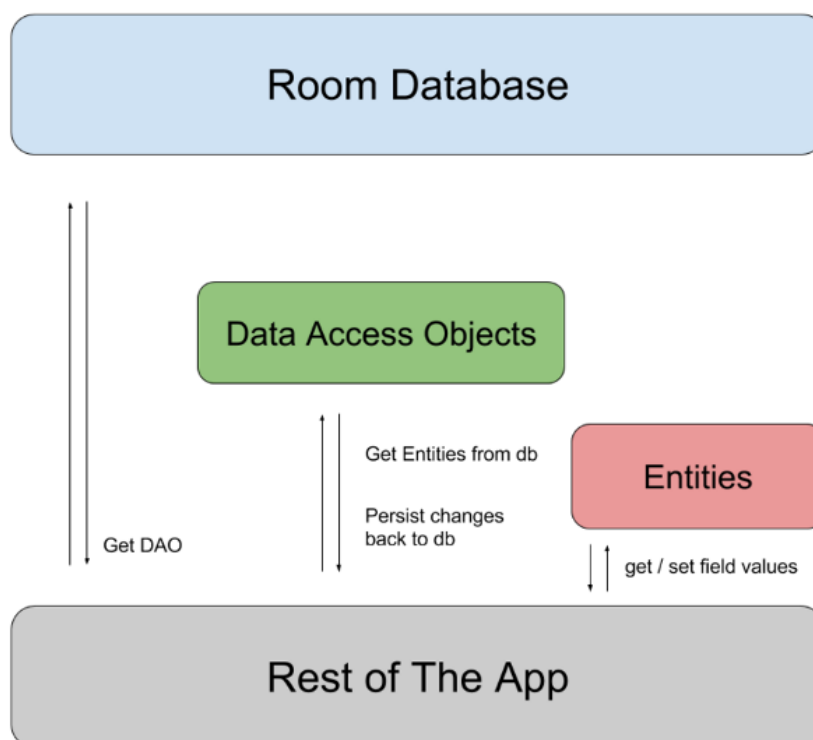 Room Database
Data Access Objects
Get Entities from db
Entities
Persist changes
back to db
Get DAO
get / set field values
Rest of The App